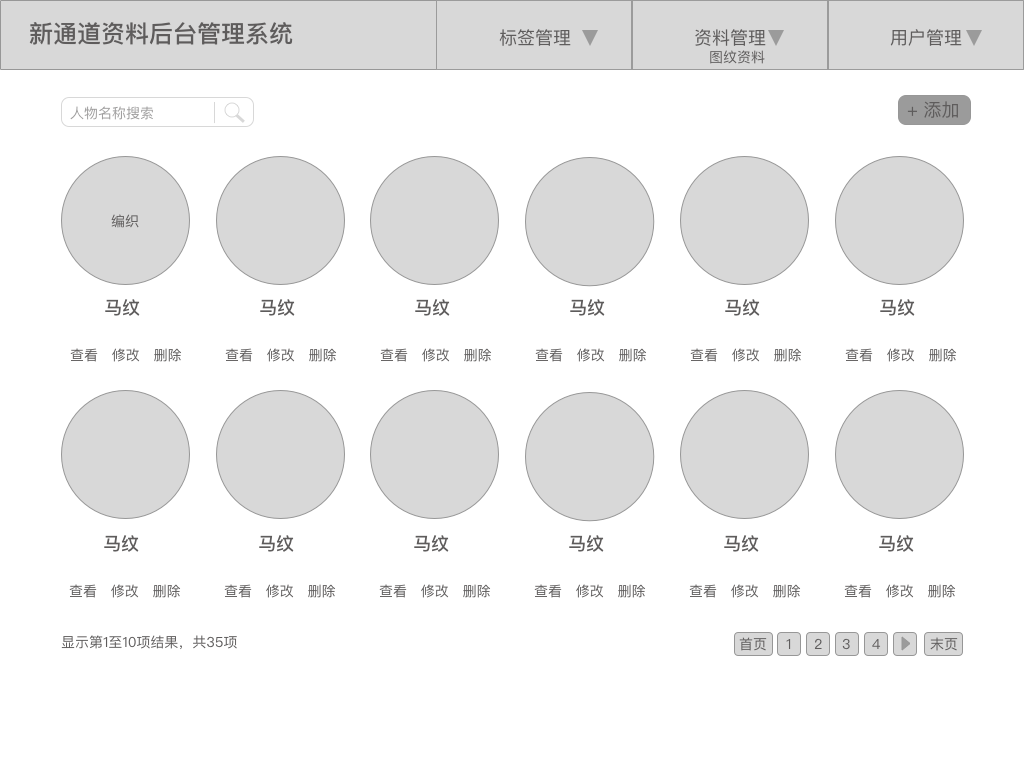 新通道资料后台管理系统
标签管理 ▼
资料管理▼
图纹资料
用户管理▼
人物名称搜索
+ 添加
编织
马纹 马纹 马纹 马纹 马纹 马纹
查看 修改 删除 查看 修改 删除 查看 修改 删除 查看 修改 删除 查看 修改 删除 查看 修改 删除
马纹 马纹 马纹 马纹 马纹 马纹
查看 修改 删除 查看 修改 删除 查看 修改 删除 查看 修改 删除 查看 修改 删除 查看 修改 删除
显示第1至10项结果，共35项
首页 1 2 3 4 ▶ 末页